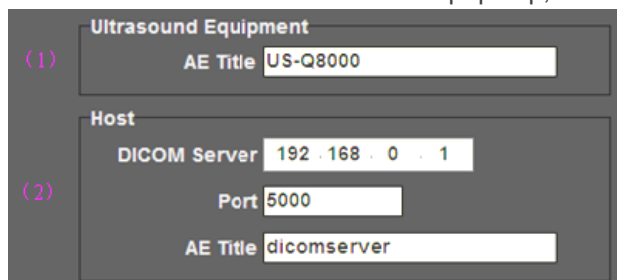 Ultrasound Equipment
(1) AE Title US-Q8000
Host
DICOM Server 192 . 168 . 0 . 1
(2) Port 5000
AE Title dicomserver